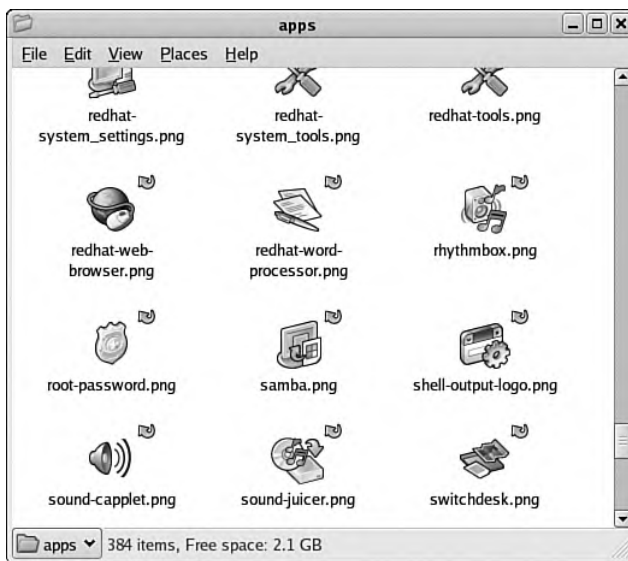 apps
File Edit View Places Help
redhat-
system_settings.png
redhat-
system_tools.png
redhat-tools.png
redhat-web-
browser.png
redhat-word-
processor.png
rhythmbox.png
root-password.png
samba.png
shell-output-logo.png
sound-capplet.png
sound-juicer.png
switchdesk.png
apps 384 items, Free space: 2.1 GB